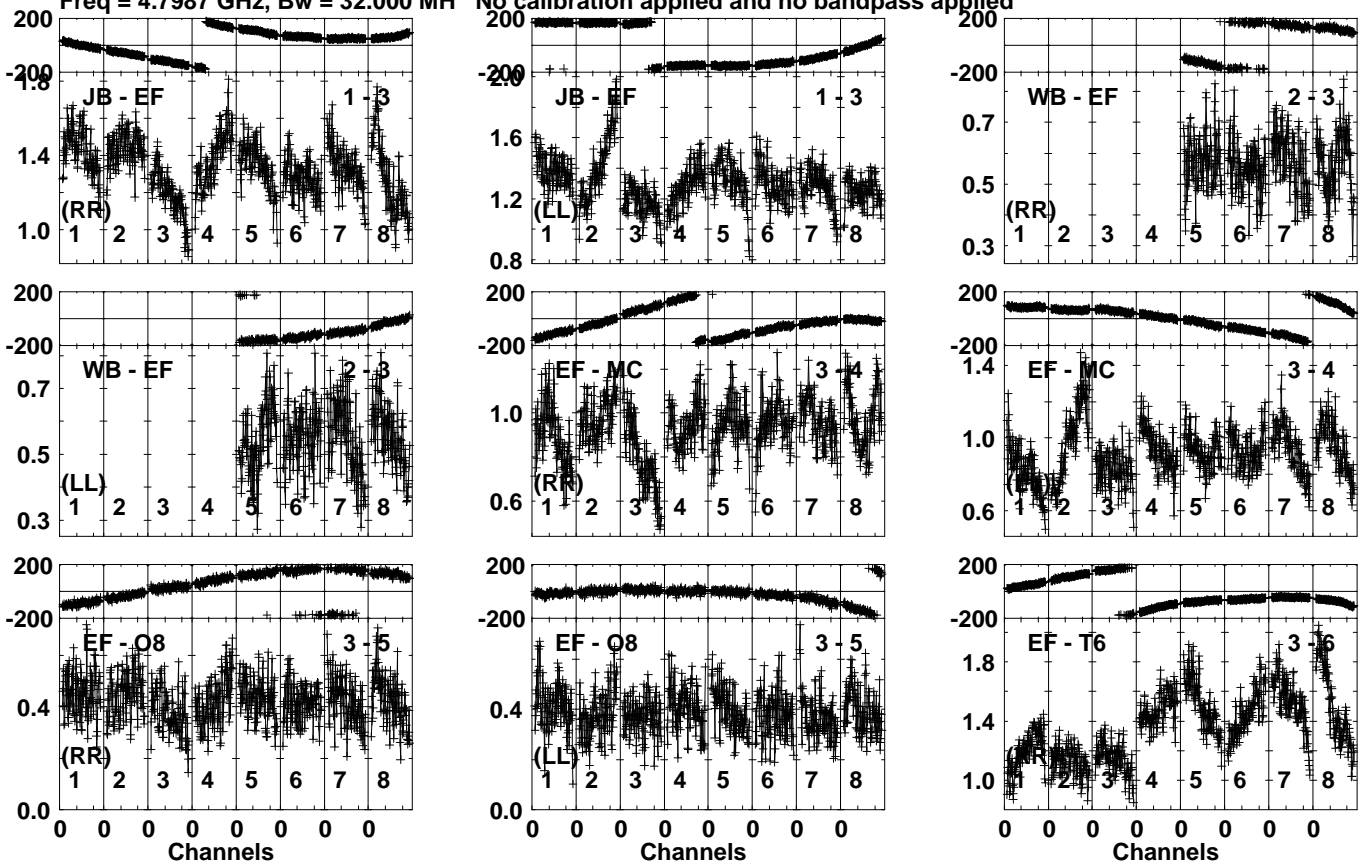 Freq = 4.7987 GHz, Bw = 32.000 MH No calibration applied and no bandpass applied
200
-200
JB - EF 1 - 3
1.8
1.4
1.0
(RR)
1 2 3 4 5 6 7 8
JB - EF 1 - 3
2.0
1.6
1.2
0.8
(LL)
1 2 3 4 5 6 7 8
200
-200
WB - EF 2 - 3
0.7
0.5
0.3
(RR)
1 2 3 4 5 6 7 8
200
-200
WB - EF 2 - 3
0.7
0.5
0.3
(LL)
1 2 3 4 5 6 7 8
EF - MC 3 - 4
1.0
0.6
(RR)
1 2 3 4 5 6 7 8
200
-200
EF - MC 3 - 4
1.4
1.0
0.6
(LL)
1 2 3 4 5 6 7 8
200
-200
EF - O8 3 - 5
0.4
0.0
(RR)
1 2 3 4 5 6 7 8
EF - O8 3 - 5
(LL)
1 2 3 4 5 6 7 8
200
-200
EF - T6 3 - 6
1.8
1.4
1.0
(RR)
1 2 3 4 5 6 7 8
0 0 0 0 0 0 0 0
0 0 0 0 0 0 0 0
0 0 0 0 0 0 0 0
Channels
Channels
Channels